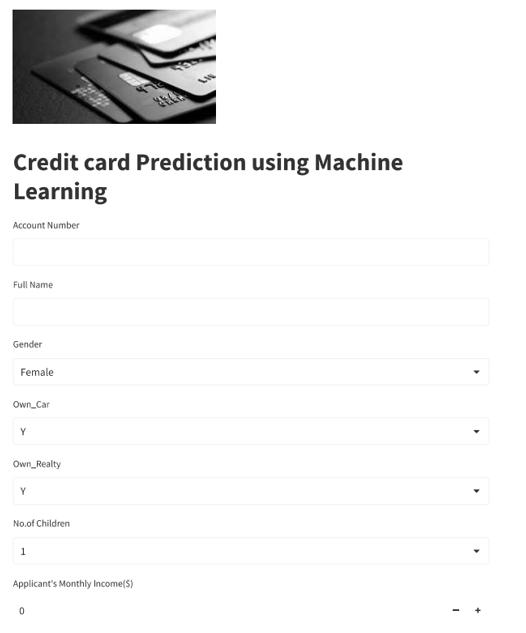 Credit card Prediction using Machine
Learning
Account Number
Full Name
Gender
Female
Own_Car
Y
Own_Realty
Y
No.of Children
1
Applicant's Monthly Income($)
0